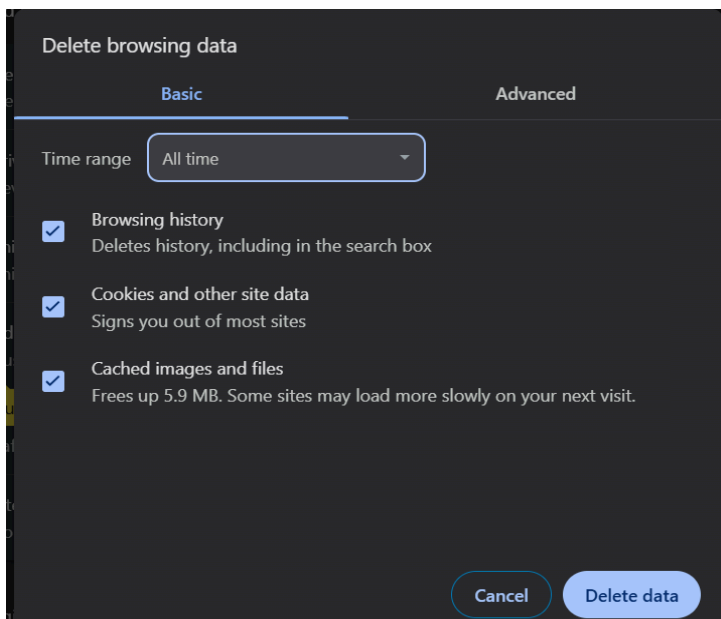 Delete browsing data
Basic
Advanced
Time range
All time
Browsing history
Deletes history, including in the search box
Cookies and other site data
Signs you out of most sites
Cached images and files
Frees up 5.9 MB. Some sites may load more slowly on your next visit.
Cancel
Delete data